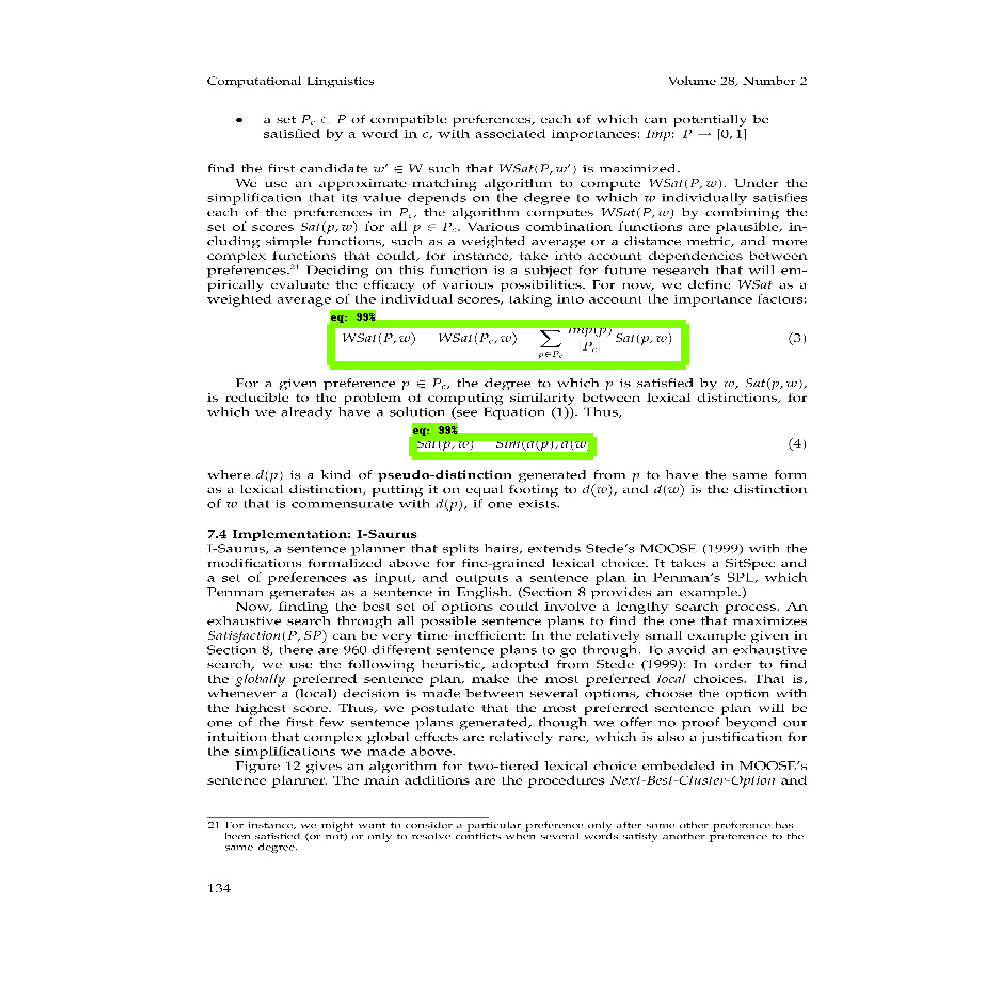 Computational Linguistics Volume 28, Number 2
• a set Pc ⊂ P of compatible preferences, each of which can potentially be
satisfied by a word in c, with associated importances: Imp: P → [0, 1]
find the first candidate w′ ∈ W such that WSat(P, w′) is maximized.
We use an approximate-matching algorithm to compute WSat(P, w). Under the
simplification that its value depends on the degree to which w individually satisfies
each of the preferences in Pc, the algorithm computes WSat(P, w) by combining the
set of scores Sat(p, w) for all p ∈ Pc. Various combination functions are plausible, in-
cluding simple functions, such as a weighted average or a distance metric, and more
complex functions that could, for instance, take into account dependencies between
preferences.21 Deciding on this function is a subject for future research that will em-
pirically evaluate the efficacy of various possibilities. For now, we define WSat as a
weighted average of the individual scores, taking into account the importance factors:
eq: 99%
WSat(P, w) WSat(Pc, w) ∑ p∈Pc Imp(p) |Pc| Sat(p, w) (3)
For a given preference p ∈ Pc, the degree to which p is satisfied by w, Sat(p, w),
is reducible to the problem of computing similarity between lexical distinctions, for
which we already have a solution (see Equation (1)). Thus,
eq: 99%
Sat(p, w) Sim(d(p), d(w) (4)
where d(p) is a kind of pseudo-distinction generated from p to have the same form
as a lexical distinction, putting it on equal footing to d(w), and d(w) is the distinction
of w that is commensurate with d(p), if one exists.
7.4 Implementation: I-Saurus
I-Saurus, a sentence planner that splits hairs, extends Stede's MOOSE (1999) with the
modifications formalized above for fine-grained lexical choice. It takes a SitSpec and
a set of preferences as input, and outputs a sentence plan in Penman's SPL, which
Penman generates as a sentence in English. (Section 8 provides an example.)
Now, finding the best set of options could involve a lengthy search process. An
exhaustive search through all possible sentence plans to find the one that maximizes
Satisfaction(P, SP) can be very time-inefficient: In the relatively small example given in
Section 8, there are 960 different sentence plans to go through. To avoid an exhaustive
search, we use the following heuristic, adopted from Stede (1999): In order to find
the globally preferred sentence plan, make the most preferred local choices. That is,
whenever a (local) decision is made between several options, choose the option with
the highest score. Thus, we postulate that the most preferred sentence plan will be
one of the first few sentence plans generated, though we offer no proof beyond our
intuition that complex global effects are relatively rare, which is also a justification for
the simplifications we made above.
Figure 12 gives an algorithm for two-tiered lexical choice embedded in MOOSE's
sentence planner. The main additions are the procedures Next-Best-Cluster-Option and
21 For instance, we might want to consider a particular preference only after some other preference has
been satisfied (or not) or only to resolve conflicts when several words satisfy another preference to the
same degree.
134